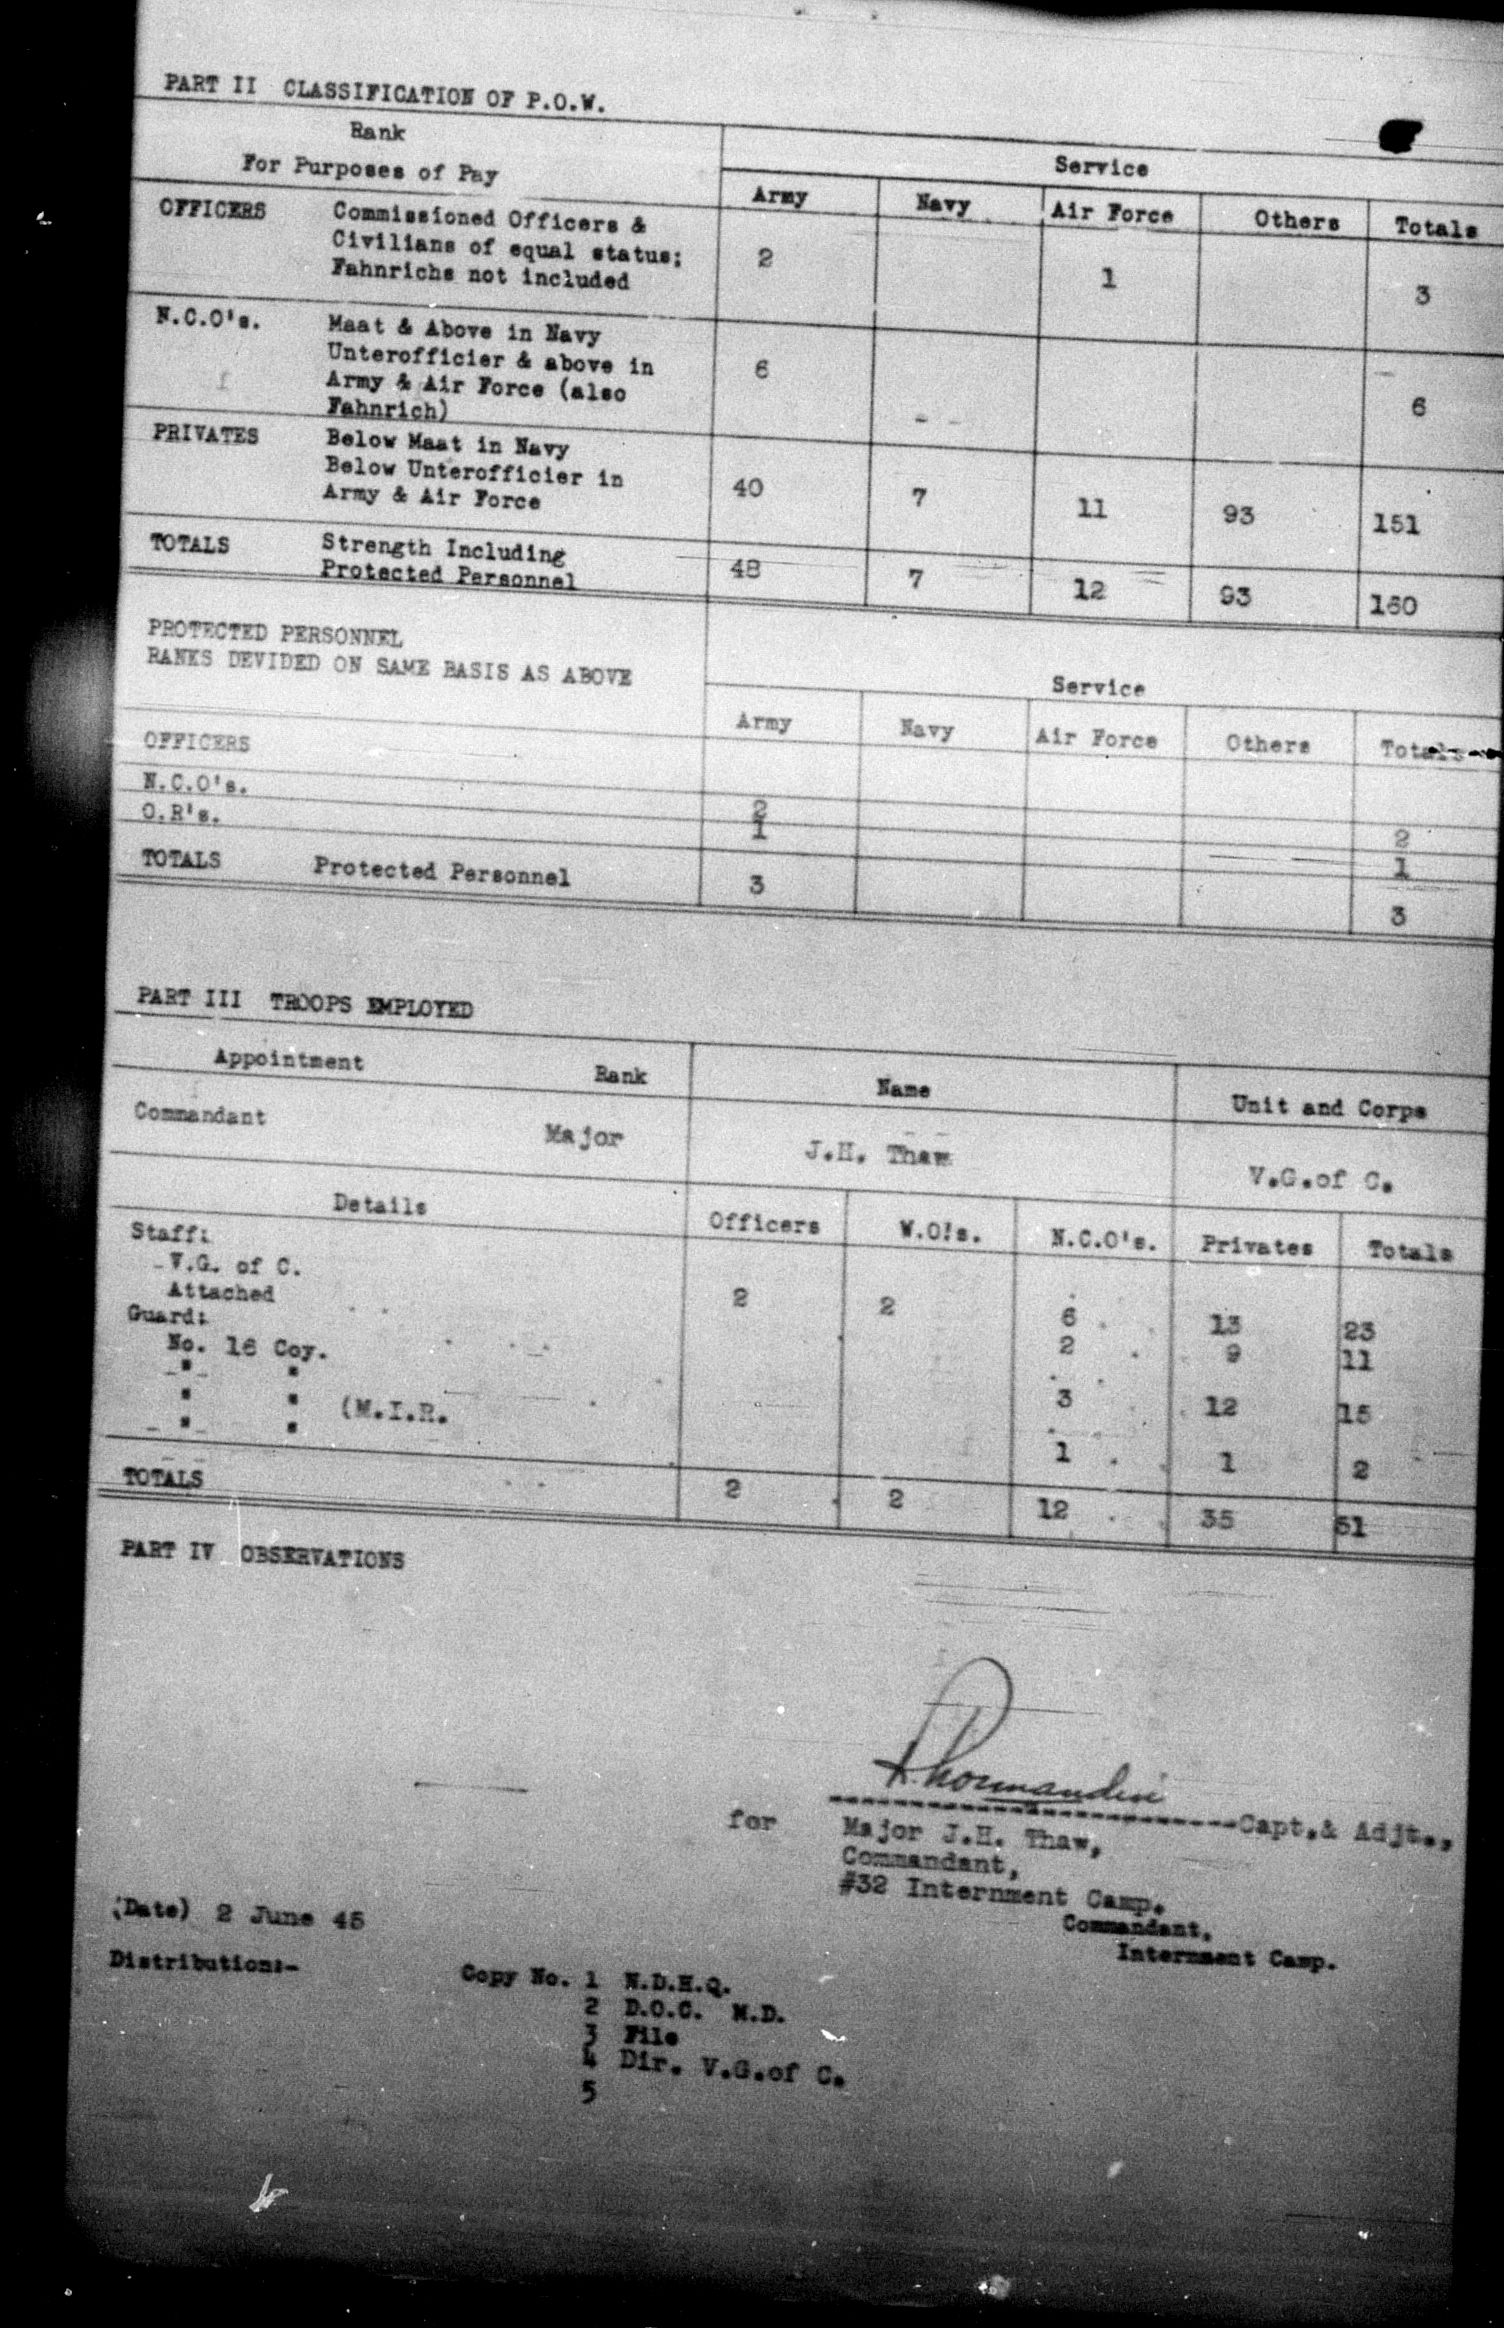 PART II CLASSIFICATION OF P.O.W.
Rank
For Purposes of Pay
Service
Army Navy Air Force Others Totals
OFFICERS Commissioned Officers &
Civilians of equal status;
Fahnrichs not included
2 1 3
N.C.O's. Maat & Above in Navy
Unterofficier & above in
Army & Air Force (also
Fahnrich)
6 6
PRIVATES Below Maat in Navy
Below Unterofficier in
Army & Air Force
40 7 11 93 151
TOTALS Strength Including
Protected Personnel
48 7 12 93 160
PROTECTED PERSONNEL
RANKS DEVIDED ON SAME BASIS AS ABOVE
Service
Army Navy Air Force Others Totals
OFFICERS
N.C.O's. 2 2
O.R's. 1 1
TOTALS Protected Personnel 3 3
PART III TROOPS EMPLOYED
Appointment Rank Name Unit and Corps
Commandant Major J.H. Thaw V.G.of C.
Details Officers W.O!s. N.C.O's. Privates Totals
Staff:
V.G. of C. 2 2 6 13 23
Attached 2 9 11
Guard:
No. 16 Coy. 3 12 15
" "
" " (M.I.R. 1 1 2
" "
TOTALS 2 2 12 35 51
PART IV OBSERVATIONS
Capt.& Adjt.,
for Major J.H. Thaw,
Commandant,
#32 Internment Camp.
Commandant,
Internment Camp.
(Date) 2 June 45
Distribution:-
Copy No. 1 N.D.H.Q.
2 D.O.C. M.D.
3 File
4 Dir. V.G.of C.
5